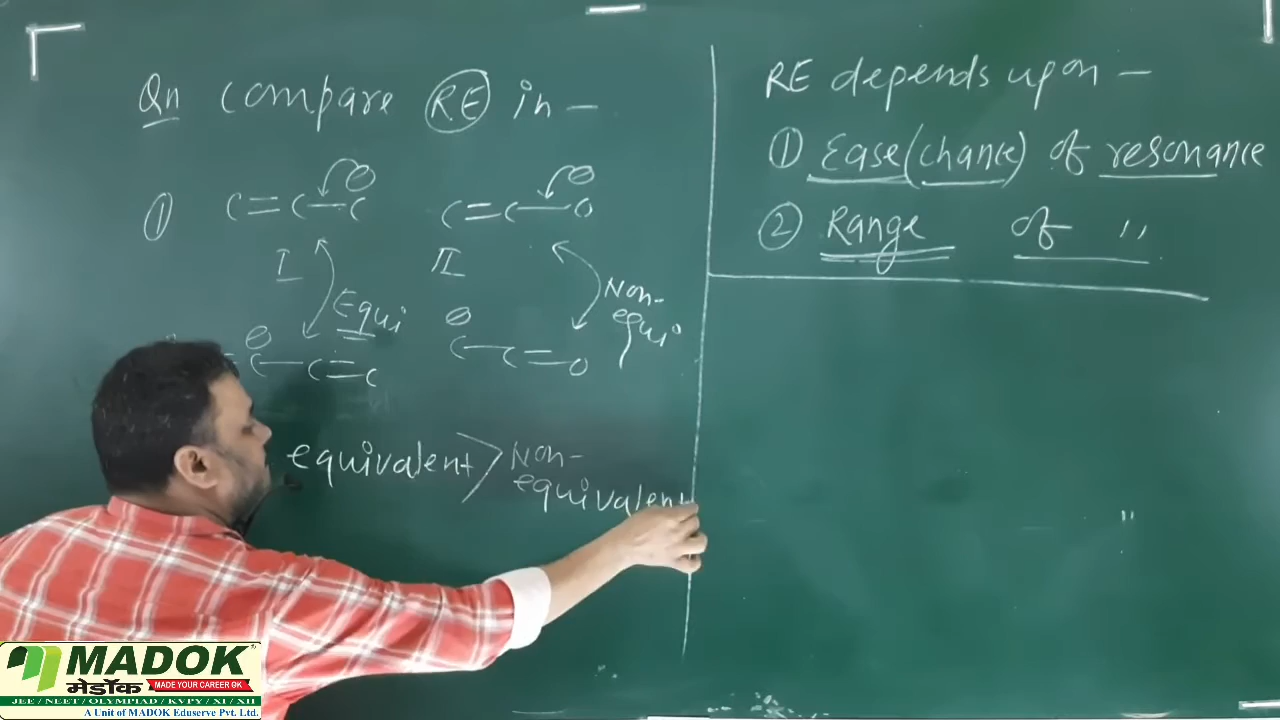 Qn compare RE in -
① C=C-C⊖ C=C-O⊖
I II
Equi Non-
equi
⊖ ⊖
C-C=C C-C=O
equivalent > Non-
equivalent
RE depends upon -
① Ease (chance) of resonance
② Range of "
MADOK
मेडॉक MADE YOUR CAREER GK
JEE / NEET / OLYMPIAD / KVPY / XI / XII
A Unit of MADOK Eduserve Pvt. Ltd.